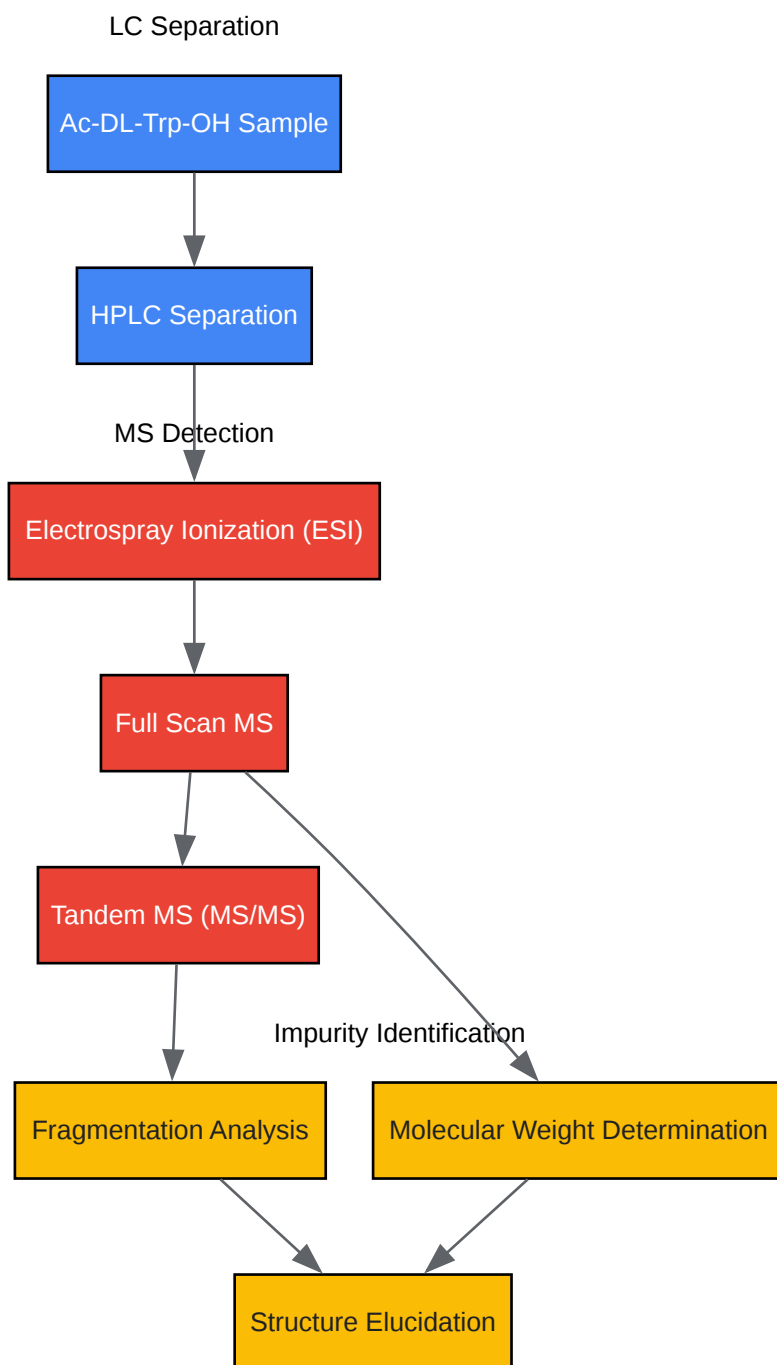 LC Separation
Ac-DL-Trp-OH Sample
HPLC Separation
MS Detection
Electrospray Ionization (ESI)
Full Scan MS
Tandem MS (MS/MS)
Impurity Identification
Fragmentation Analysis
Molecular Weight Determination
Structure Elucidation